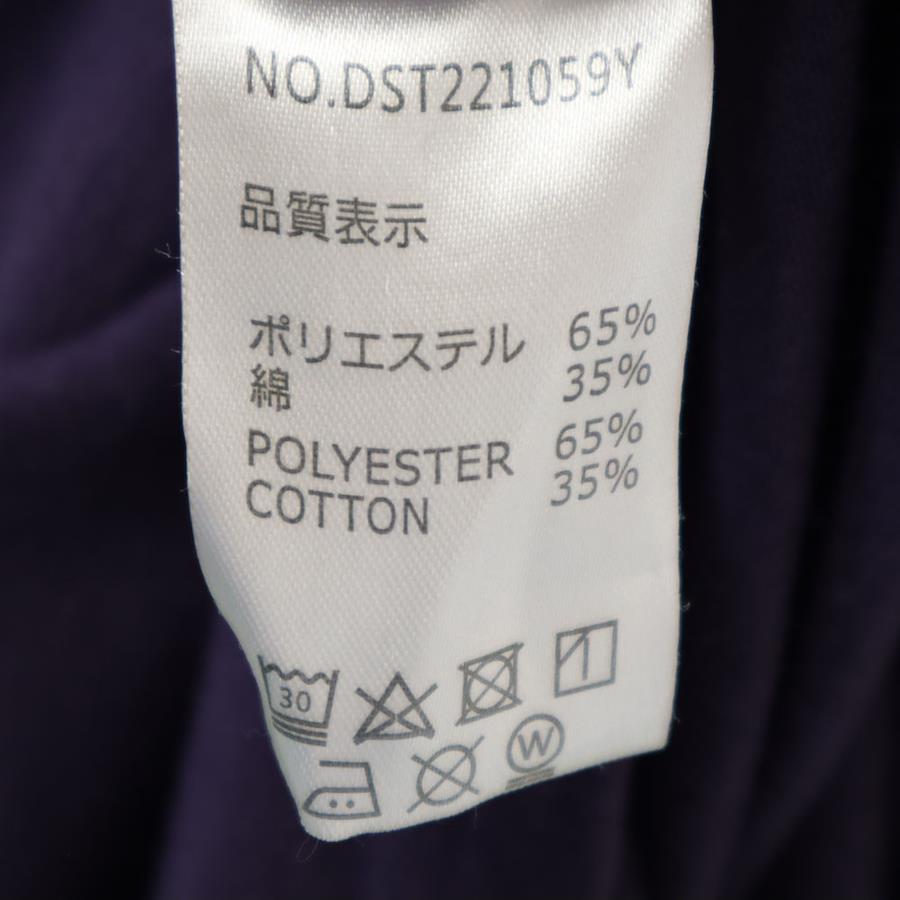 NO.DST221059Y
品質表示
ポリエステル 65%
綿 35%
POLYESTER 65%
COTTON 35%
30
W